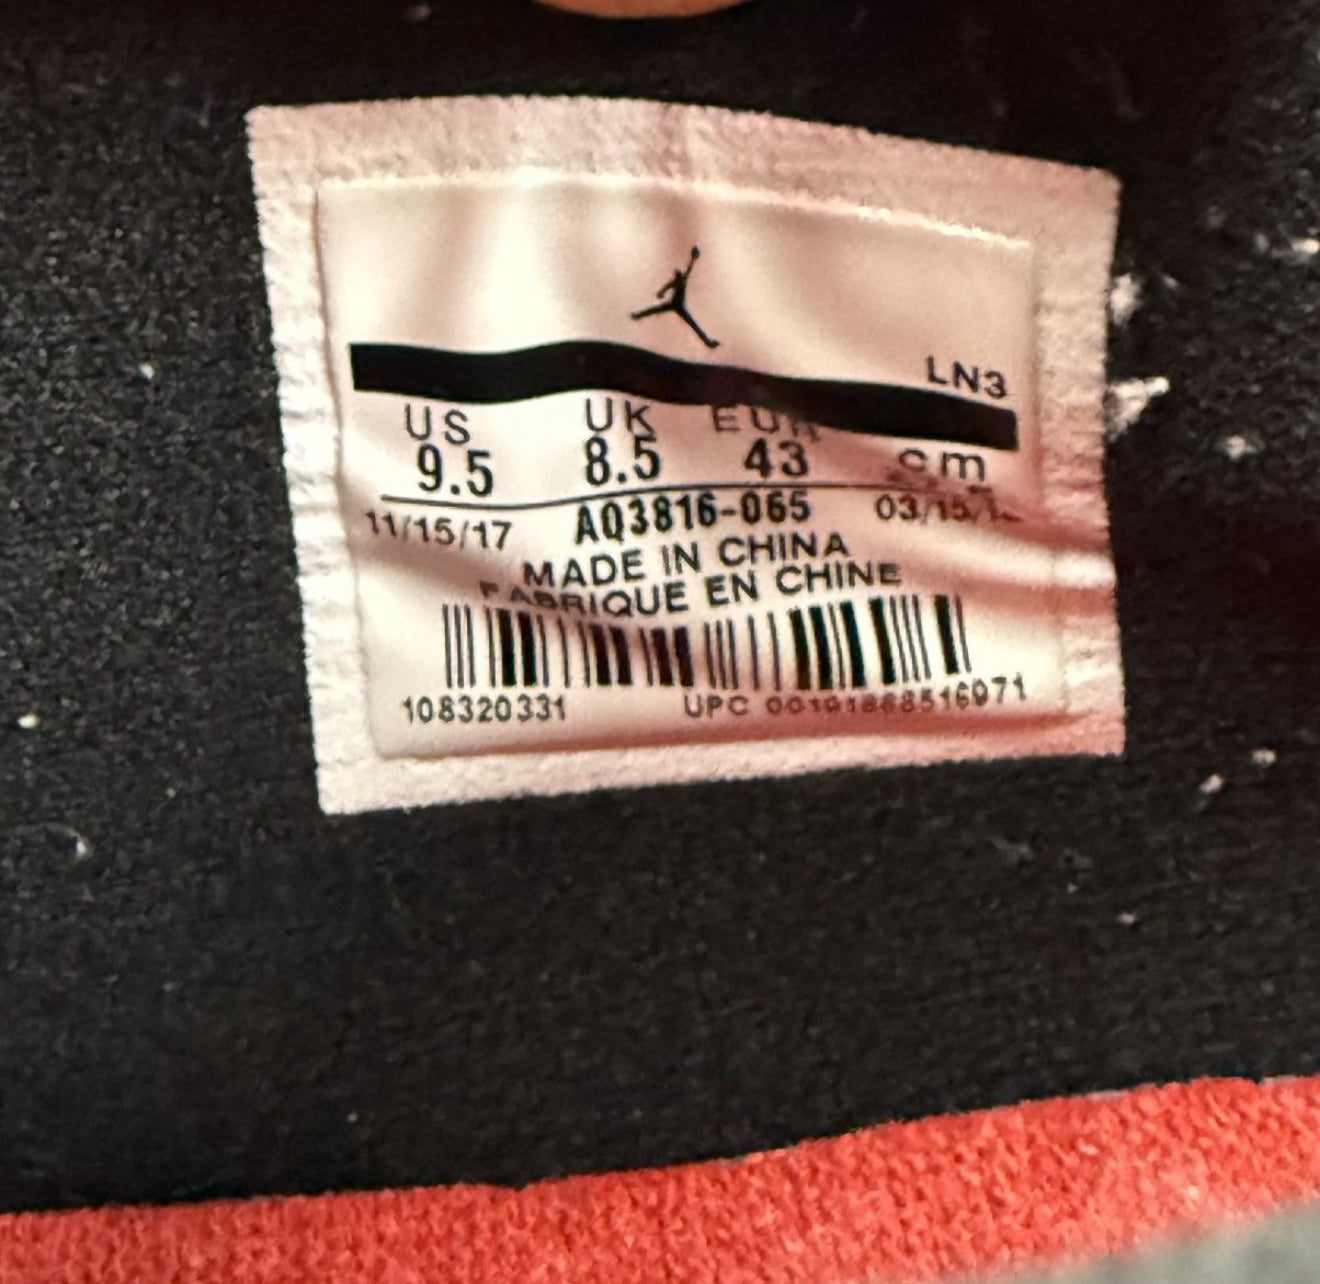 LN3
US UK EUR cm
9.5 8.5 43
11/15/17 AQ3816-065
MADE IN CHINA
FABRIQUE EN CHINE
108320331 UPC